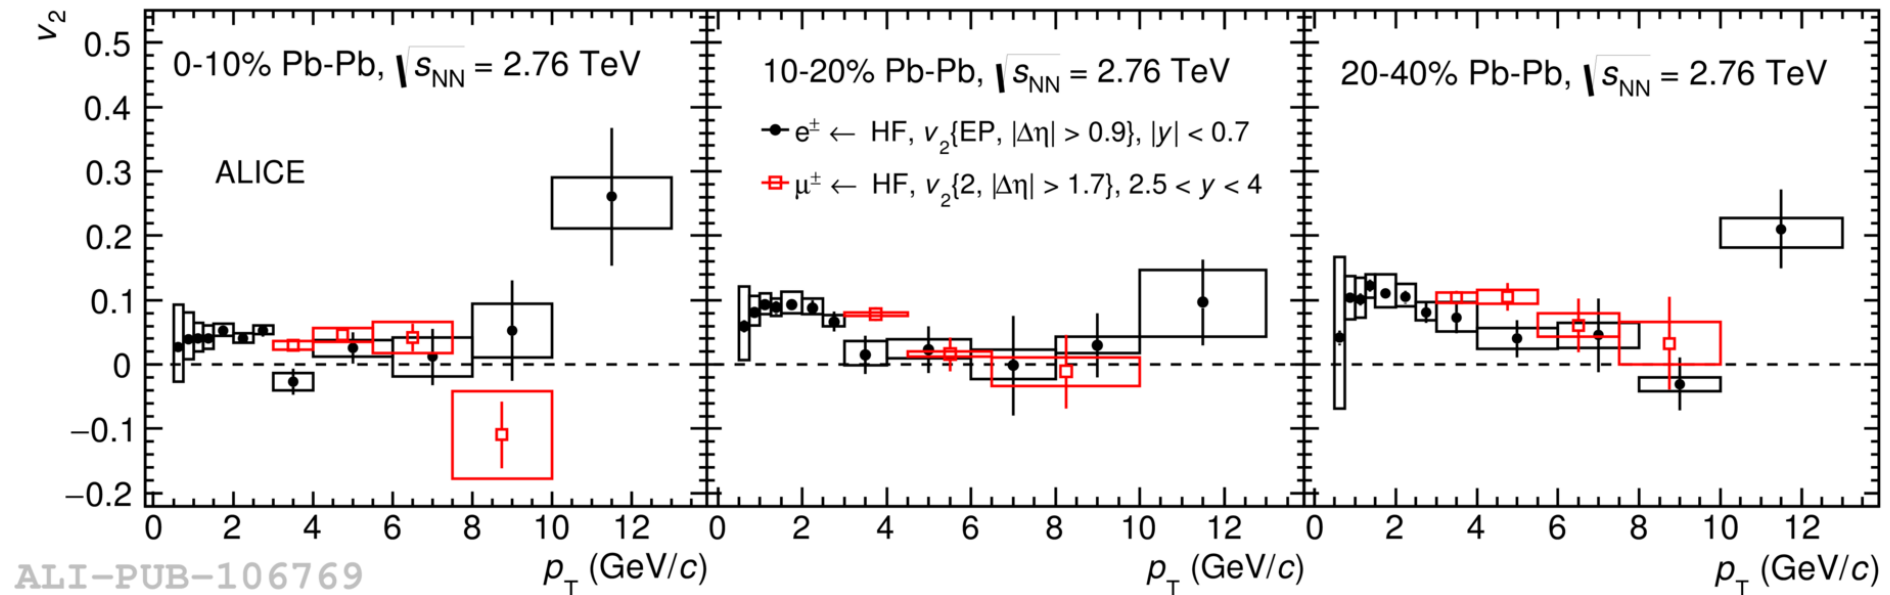 v₂
0-10% Pb-Pb, √sNN = 2.76 TeV
10-20% Pb-Pb, √sNN = 2.76 TeV
20-40% Pb-Pb, √sNN = 2.76 TeV
e± ← HF, v₂{EP, |Δη| > 0.9}, |y| < 0.7
μ± ← HF, v₂{2, |Δη| > 1.7}, 2.5 < y < 4
ALICE
0.5
0.4
0.3
0.2
0.1
0
−0.1
−0.2
0 2 4 6 8 10 12
0 2 4 6 8 10 12
0 2 4 6 8 10 12
pT (GeV/c)
pT (GeV/c)
pT (GeV/c)
ALI−PUB−106769